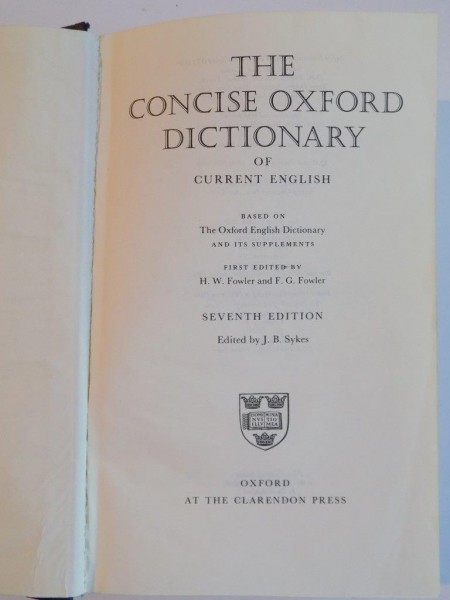 THE
CONCISE OXFORD
DICTIONARY
OF
CURRENT ENGLISH
BASED ON
The Oxford English Dictionary
AND ITS SUPPLEMENTS
FIRST EDITED BY
H. W. Fowler and F. G. Fowler
SEVENTH EDITION
Edited by J. B. Sykes
OXFORD
AT THE CLARENDON PRESS